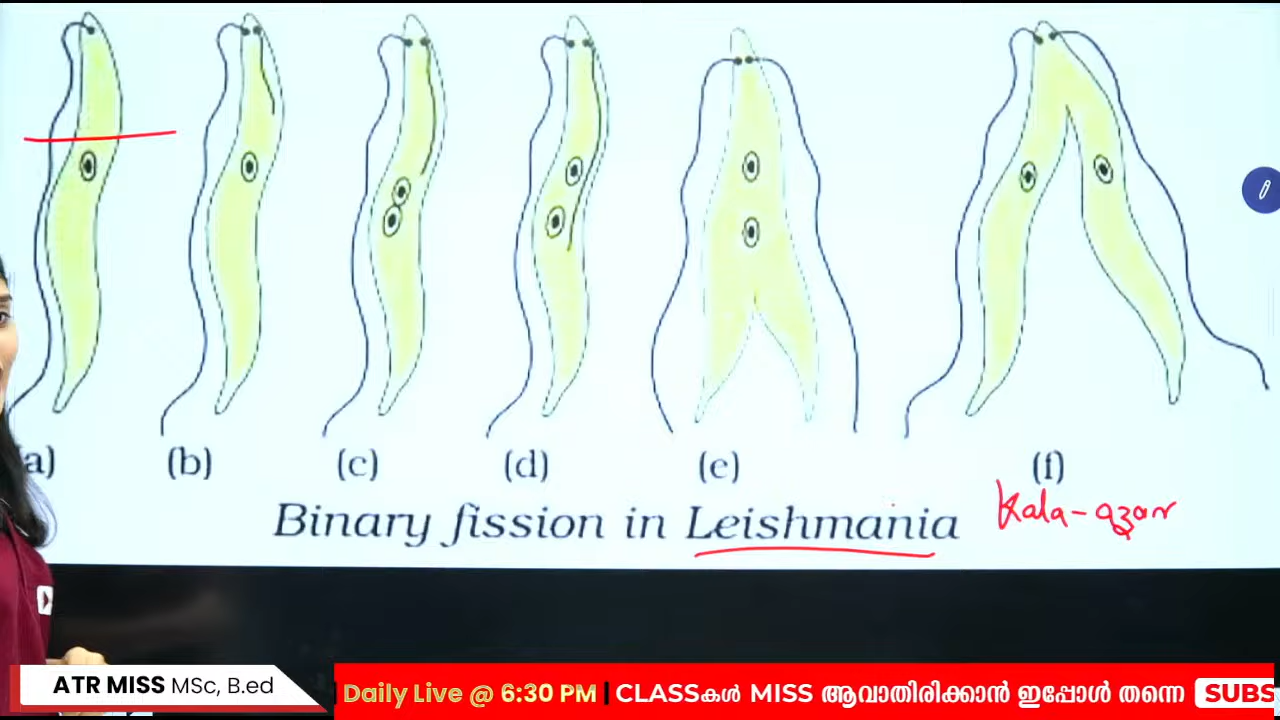 (a) (b) (c) (d) (e) (f)
Binary fission in Leishmania
Kala-azar
ATR MISS MSc, B.ed
Daily Live @ 6:30 PM | CLASSകൾ MISS ആവാതിരിക്കാൻ ഇപ്പോൾ തന്നെ SUBS